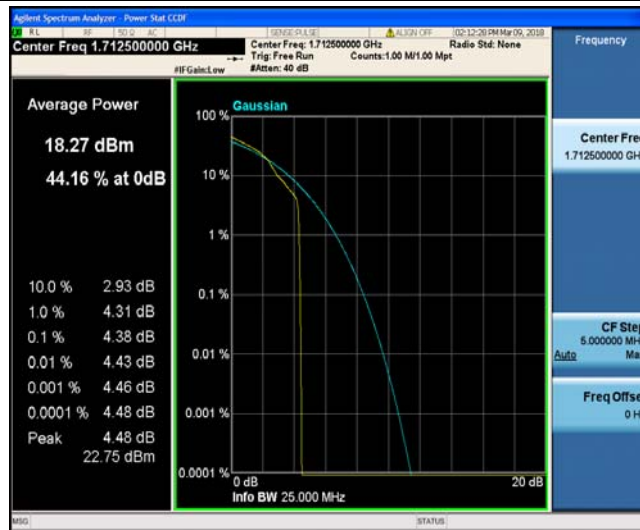 Agilent Spectrum Analyzer - Power Stat CCDF
RL RF 50 Ω AC SENSE:PULSE ALIGN OFF 02:12:28 PM Mar 09, 2018
Center Freq 1.712500000 GHz
Center Freq: 1.712500000 GHz Radio Std: None
Trig: Free Run Counts:1.00 M/1.00 Mpt
#IFGain:Low #Atten: 40 dB
Frequency
Average Power
18.27 dBm
44.16 % at 0dB
10.0 % 2.93 dB
1.0 % 4.31 dB
0.1 % 4.38 dB
0.01 % 4.43 dB
0.001 % 4.46 dB
0.0001 % 4.48 dB
Peak 4.48 dB
22.75 dBm
Gaussian
100 %
10 %
1 %
0.1 %
0.01 %
0.001 %
0.0001 %
0 dB 20 dB
Info BW 25.000 MHz
Center Fre
1.712500000 GH
CF Step
5.000000 MH
Auto Ma
Freq Offse
0 H
MSG STATUS